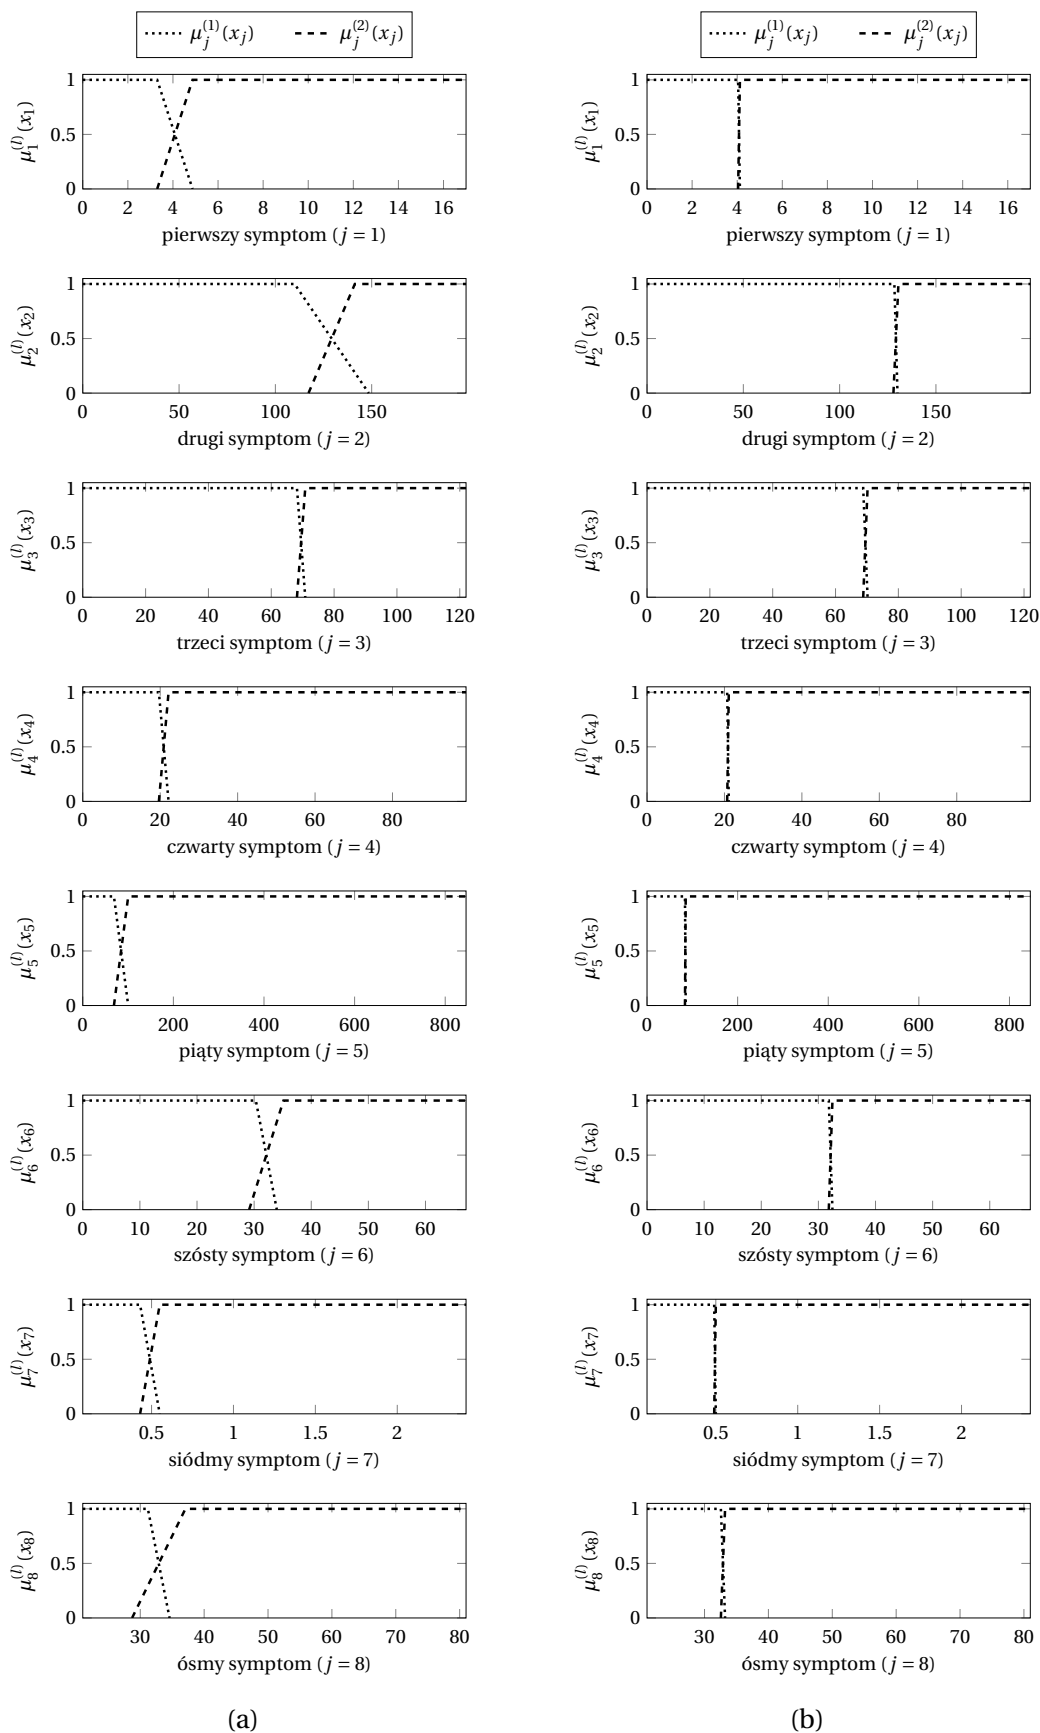 μ_j^(1)(x_j) μ_j^(2)(x_j)
μ_1^(l)(x_1)
1
0.5
0
0 2 4 6 8 10 12 14 16
pierwszy symptom (j = 1)
μ_2^(l)(x_2)
1
0.5
0
0 50 100 150
drugi symptom (j = 2)
μ_3^(l)(x_3)
1
0.5
0
0 20 40 60 80 100 120
trzeci symptom (j = 3)
μ_4^(l)(x_4)
1
0.5
0
0 20 40 60 80
czwarty symptom (j = 4)
μ_5^(l)(x_5)
1
0.5
0
0 200 400 600 800
piąty symptom (j = 5)
μ_6^(l)(x_6)
1
0.5
0
0 10 20 30 40 50 60
szósty symptom (j = 6)
μ_7^(l)(x_7)
1
0.5
0
0.5 1 1.5 2
siódmy symptom (j = 7)
μ_8^(l)(x_8)
1
0.5
0
30 40 50 60 70 80
ósmy symptom (j = 8)
(a)
μ_j^(1)(x_j) μ_j^(2)(x_j)
μ_1^(l)(x_1)
1
0.5
0
0 2 4 6 8 10 12 14 16
pierwszy symptom (j = 1)
μ_2^(l)(x_2)
1
0.5
0
0 50 100 150
drugi symptom (j = 2)
μ_3^(l)(x_3)
1
0.5
0
0 20 40 60 80 100 120
trzeci symptom (j = 3)
μ_4^(l)(x_4)
1
0.5
0
0 20 40 60 80
czwarty symptom (j = 4)
μ_5^(l)(x_5)
1
0.5
0
0 200 400 600 800
piąty symptom (j = 5)
μ_6^(l)(x_6)
1
0.5
0
0 10 20 30 40 50 60
szósty symptom (j = 6)
μ_7^(l)(x_7)
1
0.5
0
0.5 1 1.5 2
siódmy symptom (j = 7)
μ_8^(l)(x_8)
1
0.5
0
30 40 50 60 70 80
ósmy symptom (j = 8)
(b)